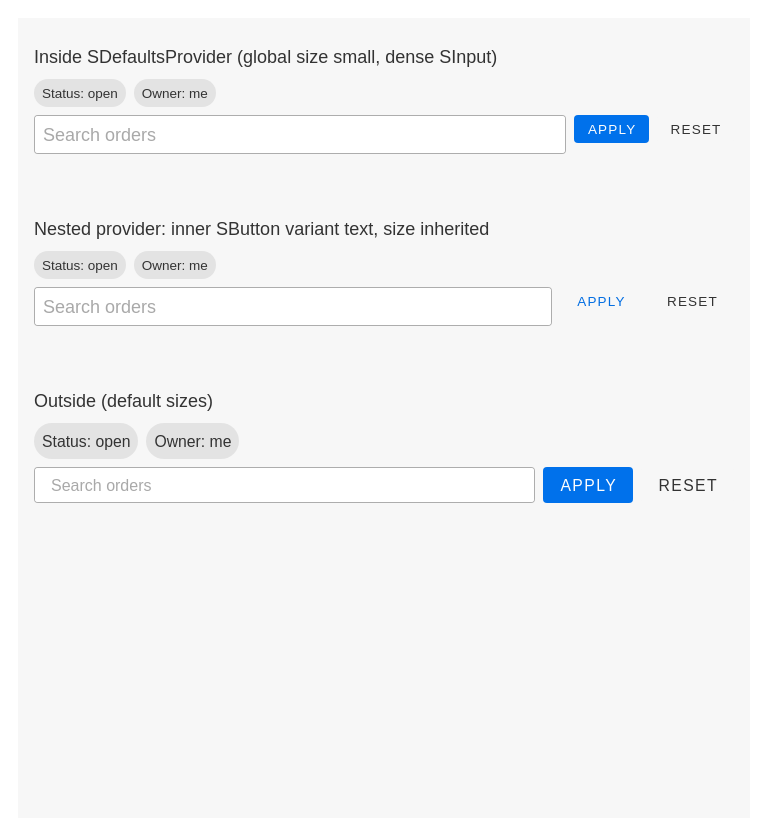 Inside SDefaultsProvider (global size small, dense SInput)
Status: open Owner: me
Search orders APPLY RESET
Nested provider: inner SButton variant text, size inherited
Status: open Owner: me
Search orders APPLY RESET
Outside (default sizes)
Status: open Owner: me
Search orders APPLY RESET